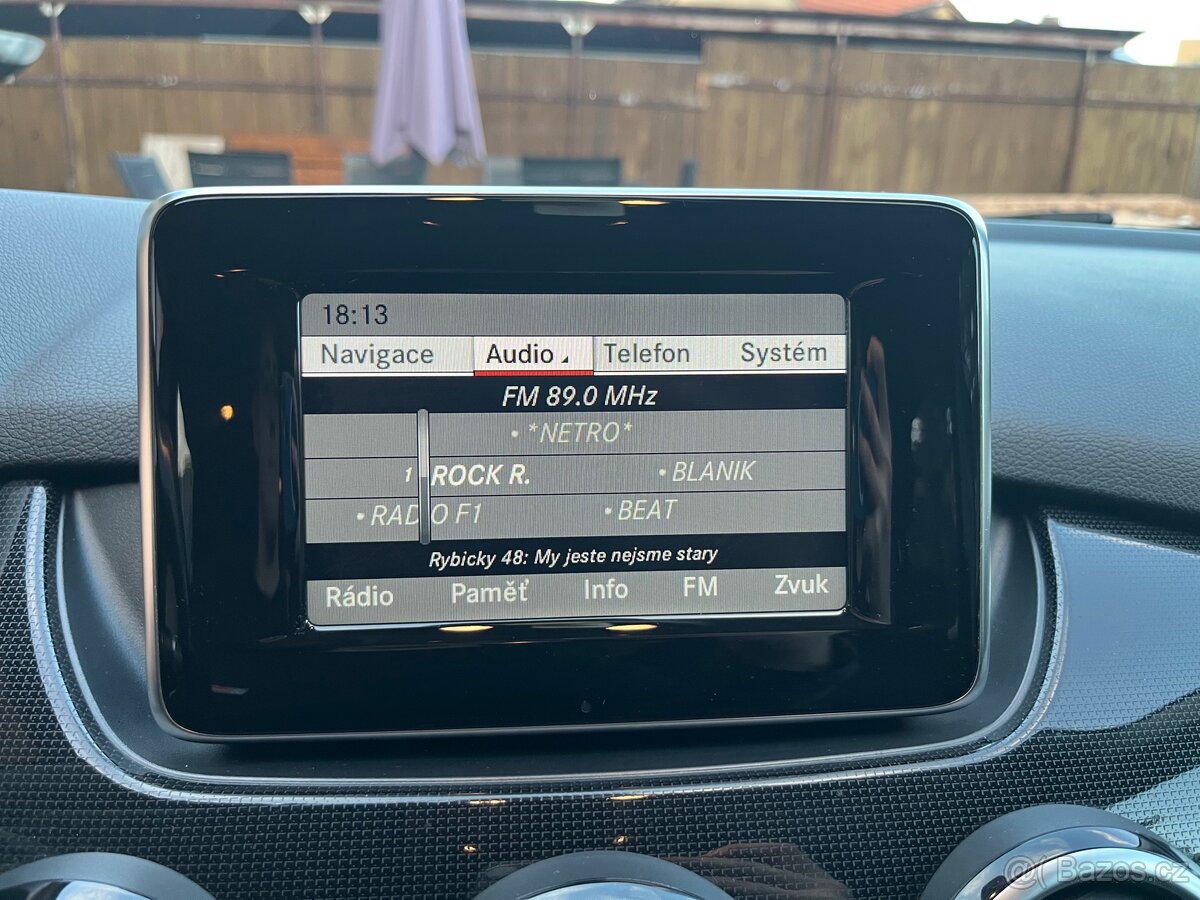 18:13
Navigace Audio Telefon Systém
FM 89.0 MHz
• *NETRO*
1 ROCK R. • BLANIK
• RADIO F1 • BEAT
Rybicky 48: My jeste nejsme stary
Rádio Paměť Info FM Zvuk
Bazos.cz